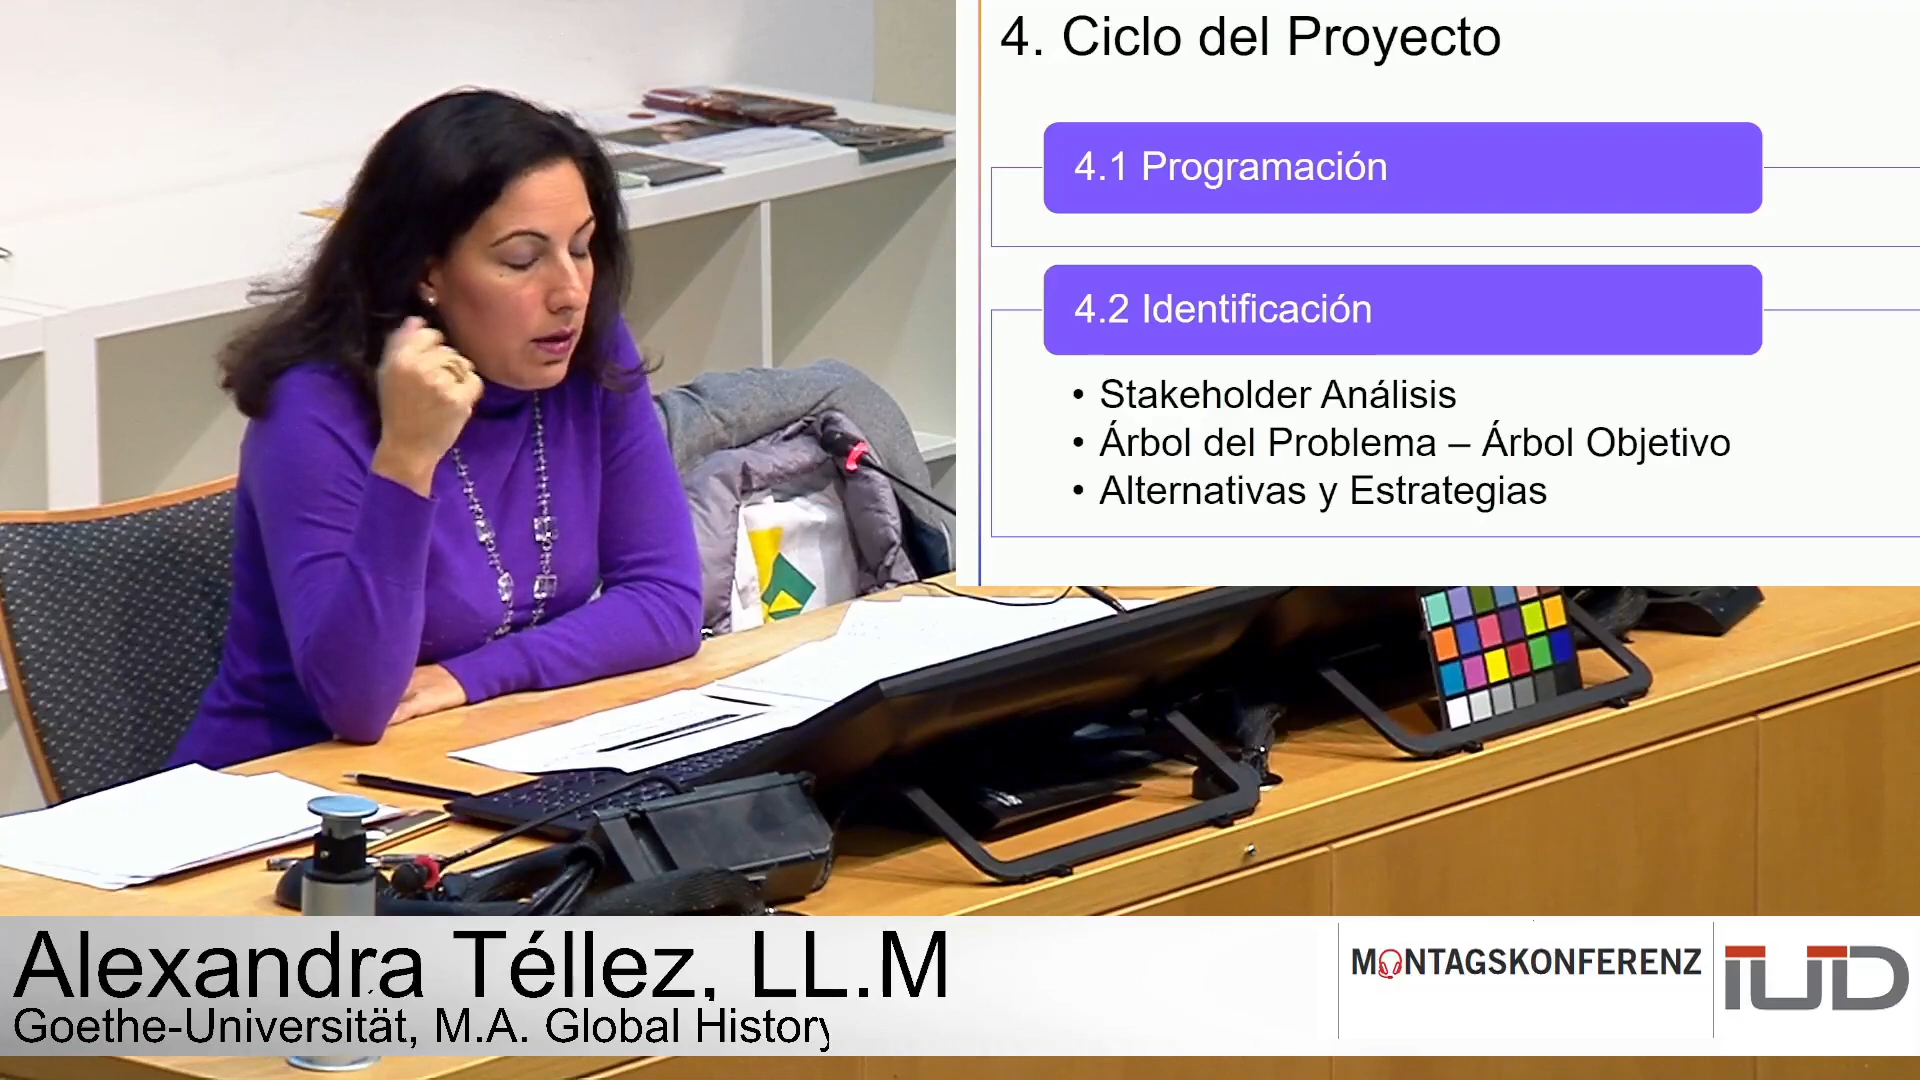 4. Ciclo del Proyecto
4.1 Programación
4.2 Identificación
• Stakeholder Análisis
• Árbol del Problema – Árbol Objetivo
• Alternativas y Estrategias
Alexandra Téllez, LL.M
Goethe-Universität, M.A. Global History
MONTAGSKONFERENZ
IUD